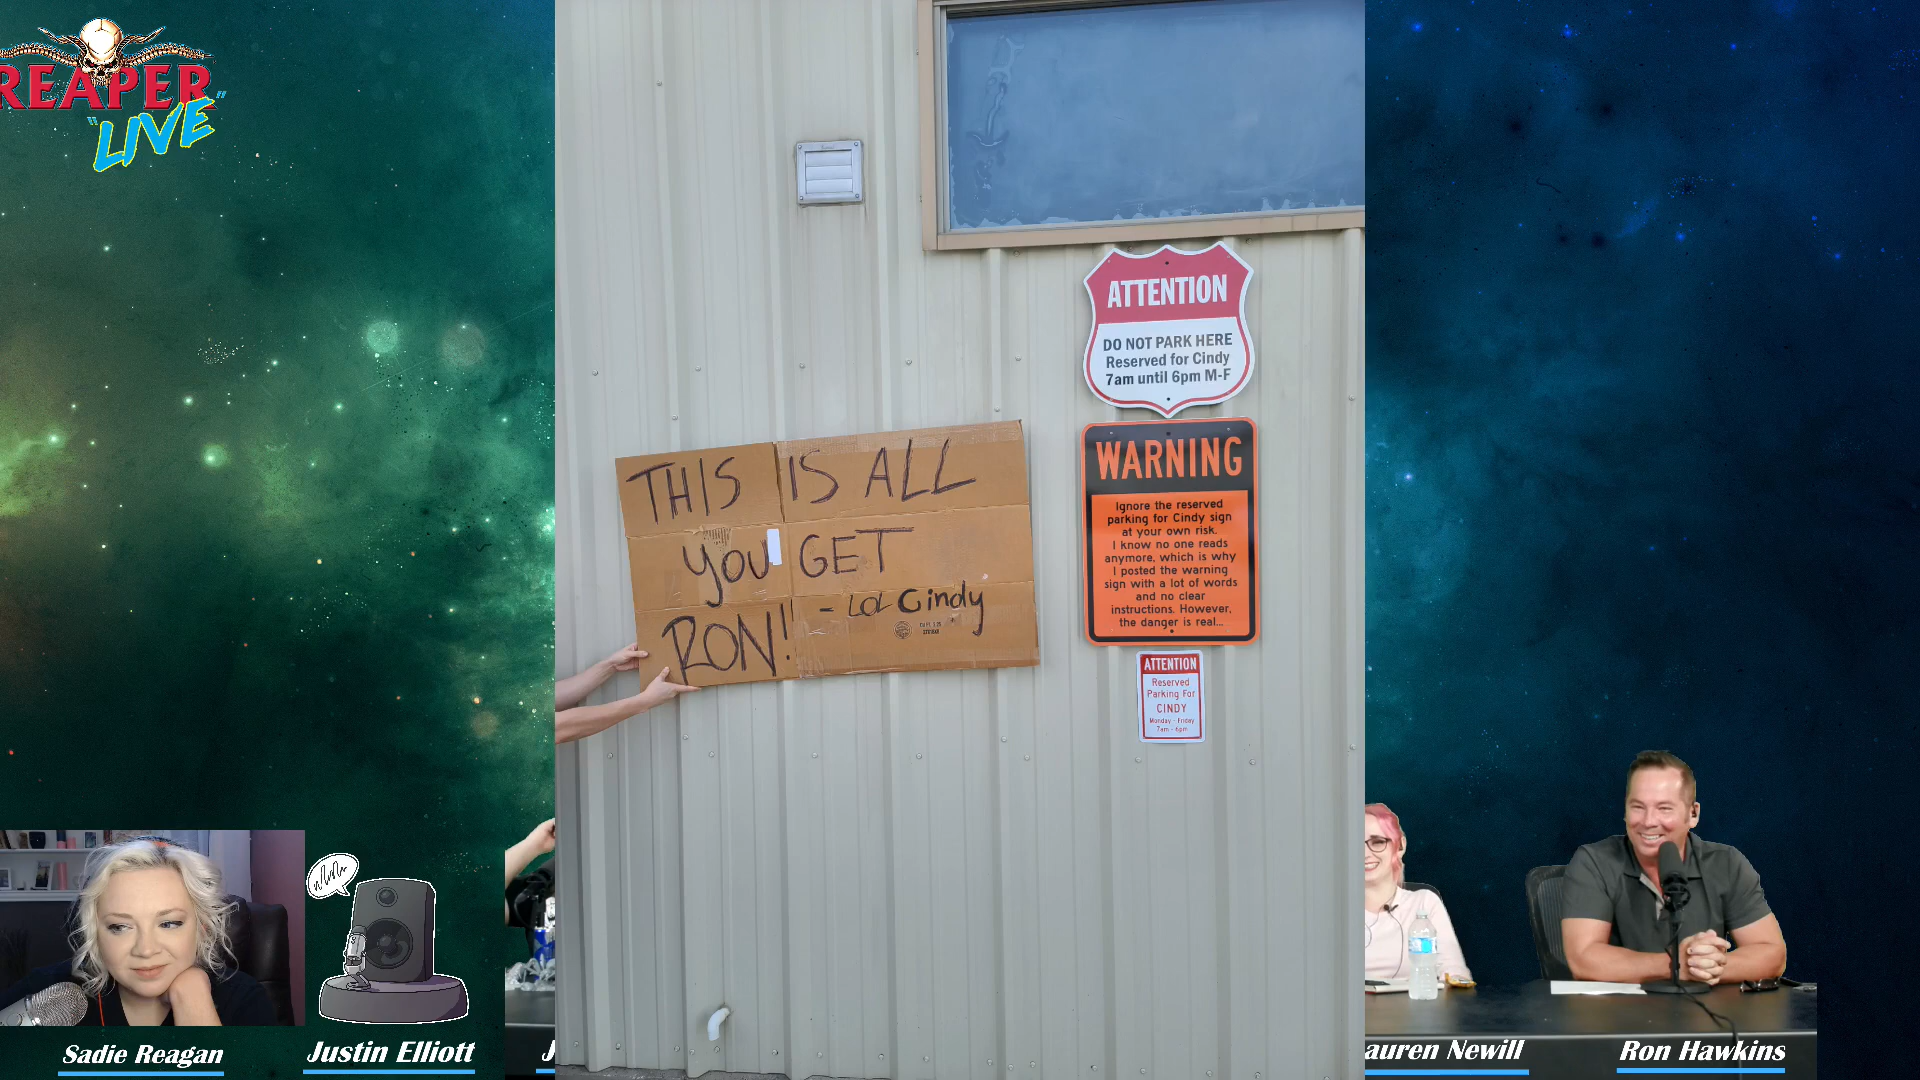 REAPER
"LIVE"
ATTENTION
DO NOT PARK HERE
Reserved for Cindy
7am until 6pm M-F
THIS IS ALL
YOU GET
RON!
- LOL Cindy
WARNING
Ignore the reserved
parking for Cindy sign
at your own risk.
I know no one reads
anymore, which is why
I posted the warning
sign with a lot of words
and no clear
instructions. However,
the danger is real...
ATTENTION
Reserved
Parking For
CINDY
Monday - Friday
7am - 6pm
Sadie Reagan
Justin Elliott
J
auren Newill
Ron Hawkins